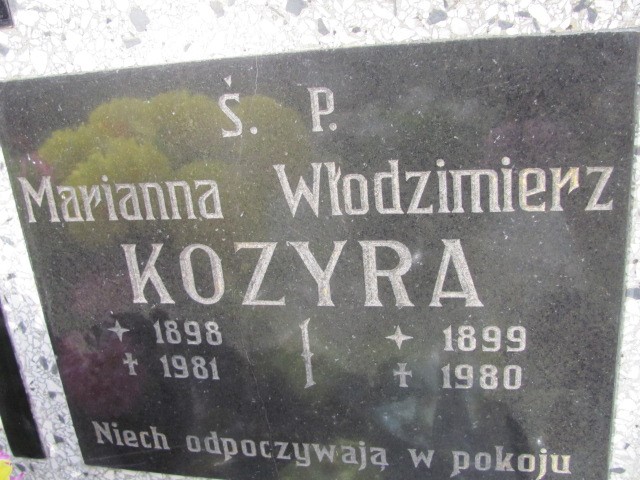 Ś. P.
Marianna Włodzimierz
KOZYRA
1898 1899
1981 1980
Niech odpoczywają w pokoju